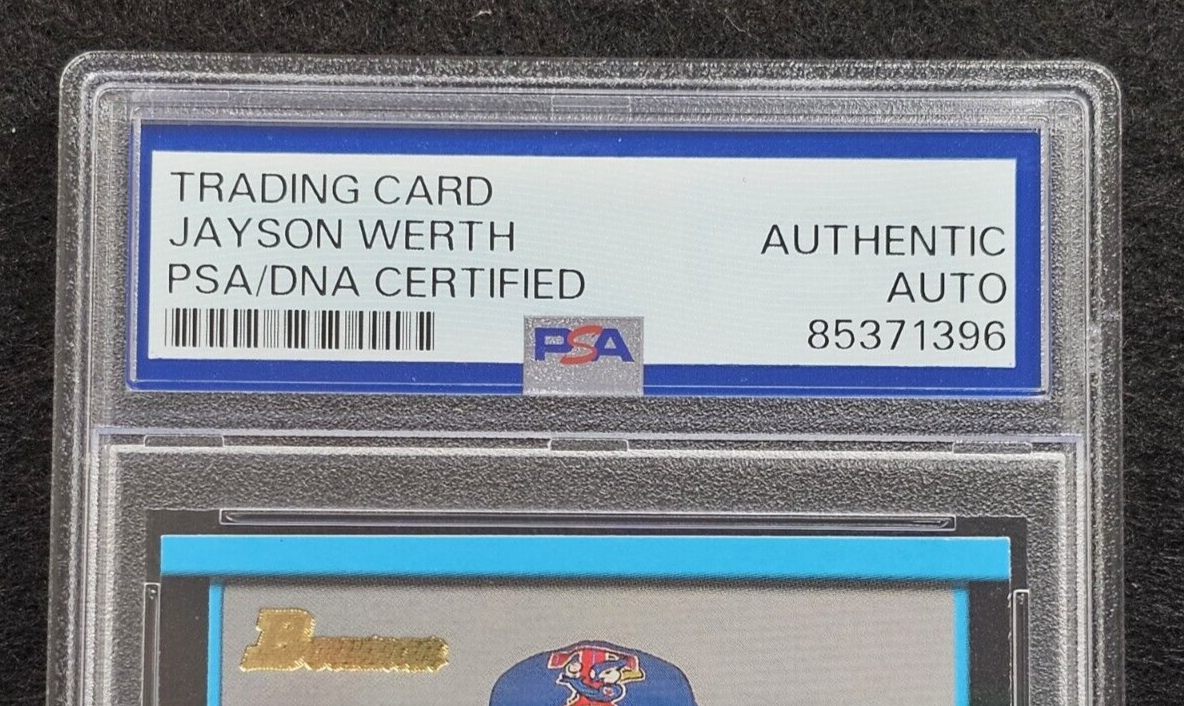 TRADING CARD
JAYSON WERTH
PSA/DNA CERTIFIED
AUTHENTIC
AUTO
85371396
PSA
Bowman